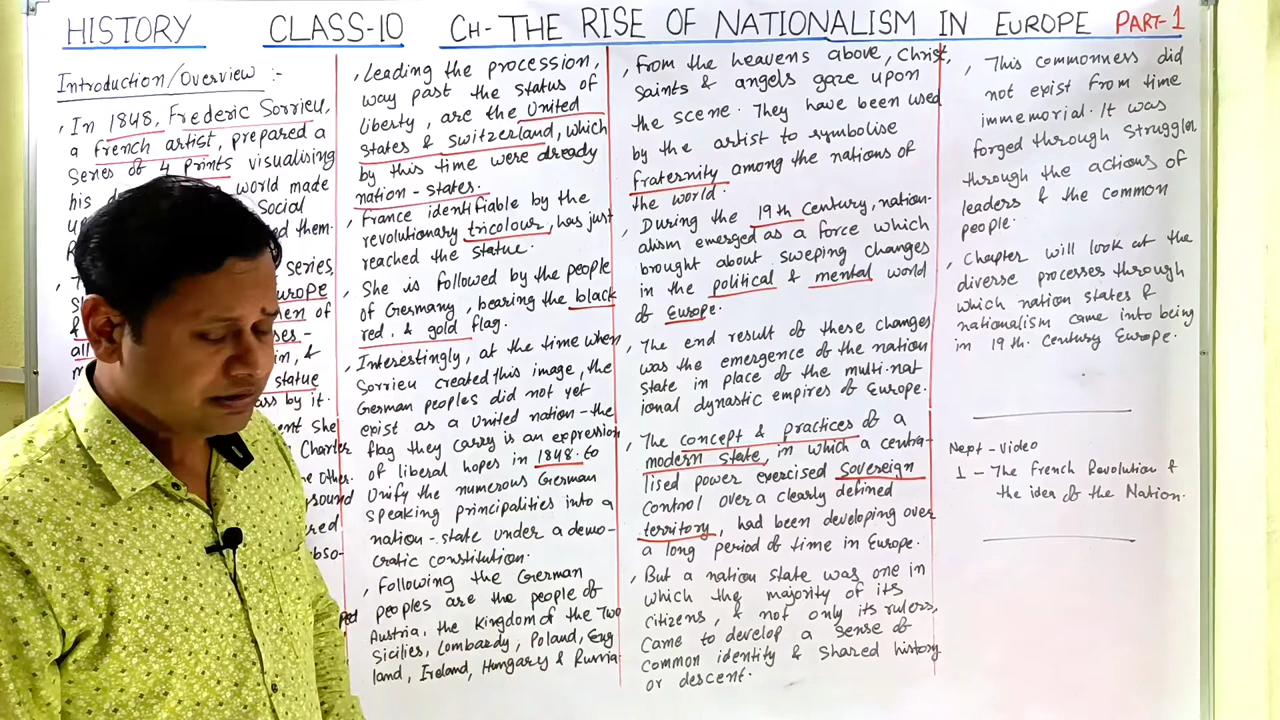 HISTORY CLASS-10 CH- THE RISE OF NATIONALISM IN EUROPE PART-1
Introduction/Overview :-
, In 1848, Frederic Sorrieu,
a french artist, prepared a
Series of 4 prints visualising
his world made
Social
them.
series,
Europe
men of
all
in, &
statue
pass by it.
She
Charter
Other.
, Leading the procession,
way past the status of
liberty, are the United
States & Switzerland, which
by this time were already
nation-states.
, France identifiable by the
revolutionary tricolour, has just
reached the statue.
, She is followed by the people
of Germany, bearing the black
red. & gold flag.
, Interestingly, at the time when
Sorrieu created this image, the
German peoples did not yet
exist as a United nation-the
flag they carry is an expression
of liberal hopes in 1848. to
Unify the numerous German
speaking principalities into a
nation-state under a demo-
cratic constitution.
, Following the German
peoples are the people of
Austria, the Kingdom of the Two
Sicilies, Lombardy, Poland, Eng
land, Ireland, Hungary & Russia
, From the heavens above, Christ,
Saints & angels gaze upon
the scene. They have been used
by the artist to symbolise
fraternity among the nations of
the world.
, During the 19th Century, nation-
alism emerged as a force which
brought about sweping changes
in the political & mental world
of Europe.
, The end result of these changes
was the emergence of the nation
state in place of the multi-nat
ional dynastic empires of Europe.
, The concept & practices of a
modern state, in which a centra-
lised power exercised Sovereign
control over a clearly defined
territory, had been developing over
a long period of time in Europe.
, But a nation state was one in
which the majority of its
citizens, & not only its rulers,
came to develop a sense of
common identity & shared history
or descent.
, This commonness did
not exist from time
immemorial. It was
forged through Struggles
through the actions of
leaders & the common
people.
, Chapter will look at the
diverse processes through
which nation states &
nationalism came into being
in 19th. Century Europe.
Next-Video
1 - The French Revolution &
the idea of the Nation.